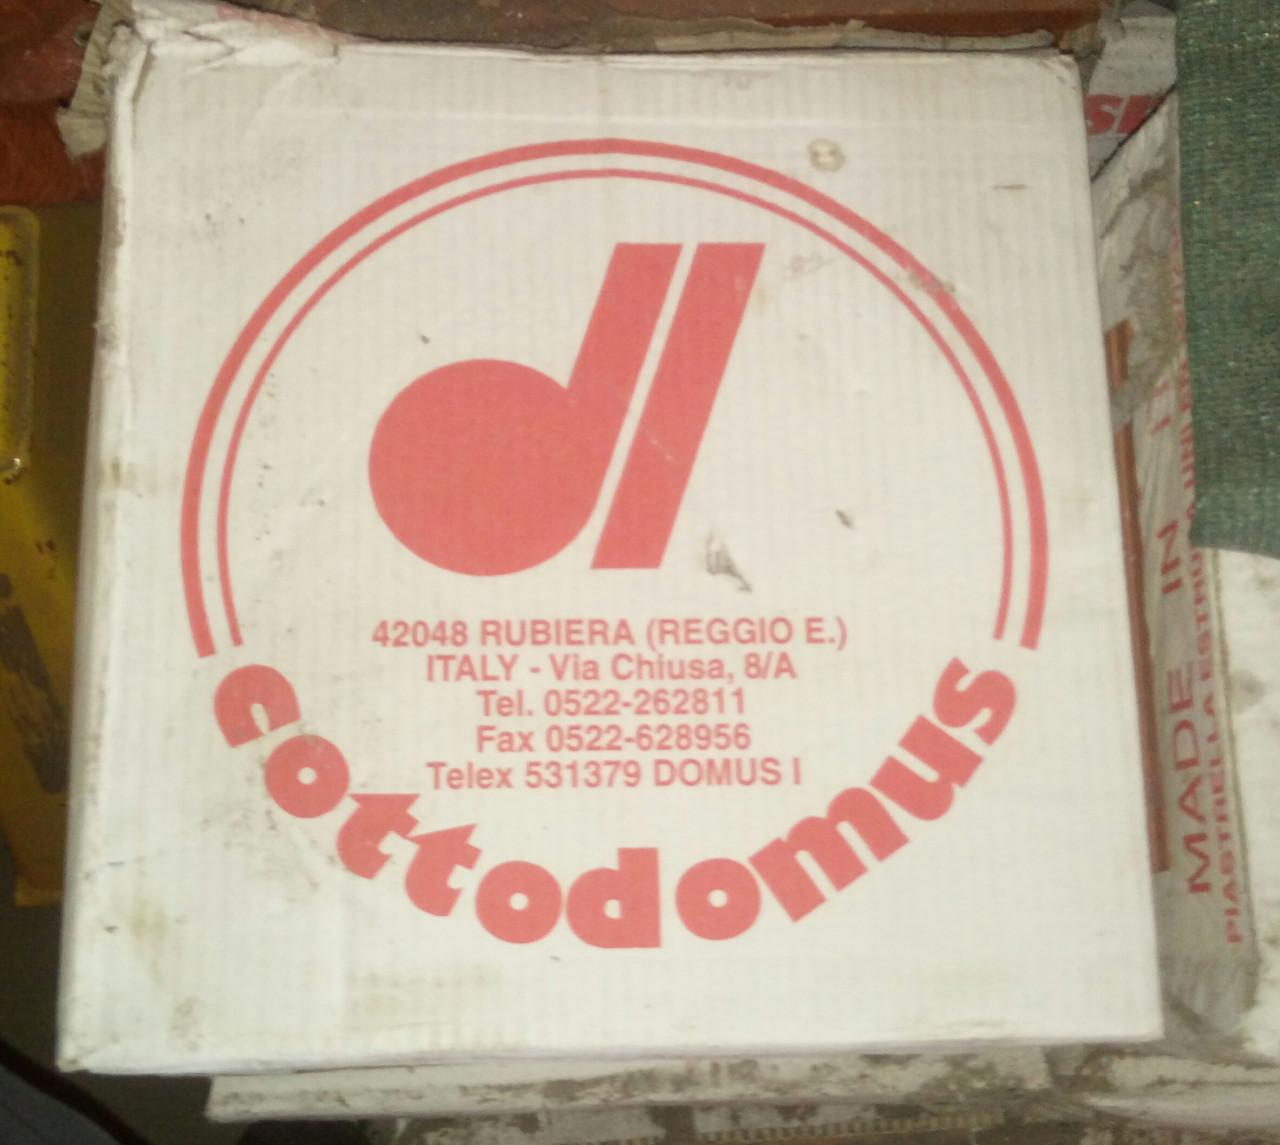 42048 RUBIERA (REGGIO E.)
ITALY - Via Chiusa, 8/A
Tel. 0522-262811
Fax 0522-628956
Telex 531379 DOMUS I
cottodomus
MADE IN
PIASTRELLA